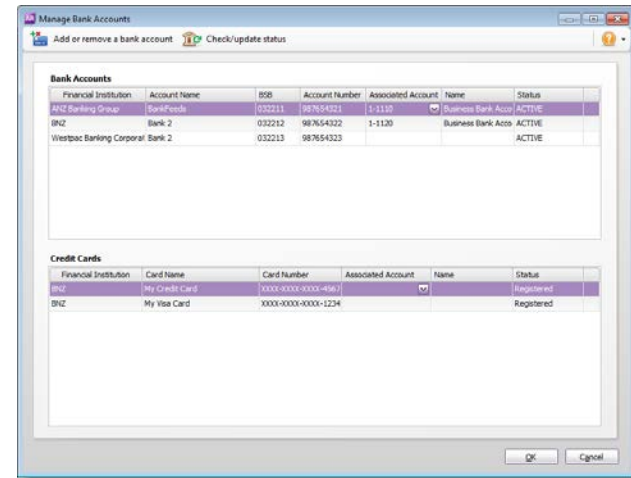 Manage Bank Accounts
Add or remove a bank account Check/update status
Bank Accounts
Financial Institution Account Name BSB Account Number Associated Account Name Status
ANZ Banking Group BankFeeds 032211 987654321 1-1110 Business Bank Acco ACTIVE
BNZ Bank 2 032212 987654322 1-1120 Business Bank Acco ACTIVE
Westpac Banking Corporat Bank 2 032213 987654323 ACTIVE
Credit Cards
Financial Institution Card Name Card Number Associated Account Name Status
BNZ My Credit Card XXXX-XXXX-XXXX-4567 Registered
BNZ My Visa Card XXXX-XXXX-XXXX-1234 Registered
OK Cancel